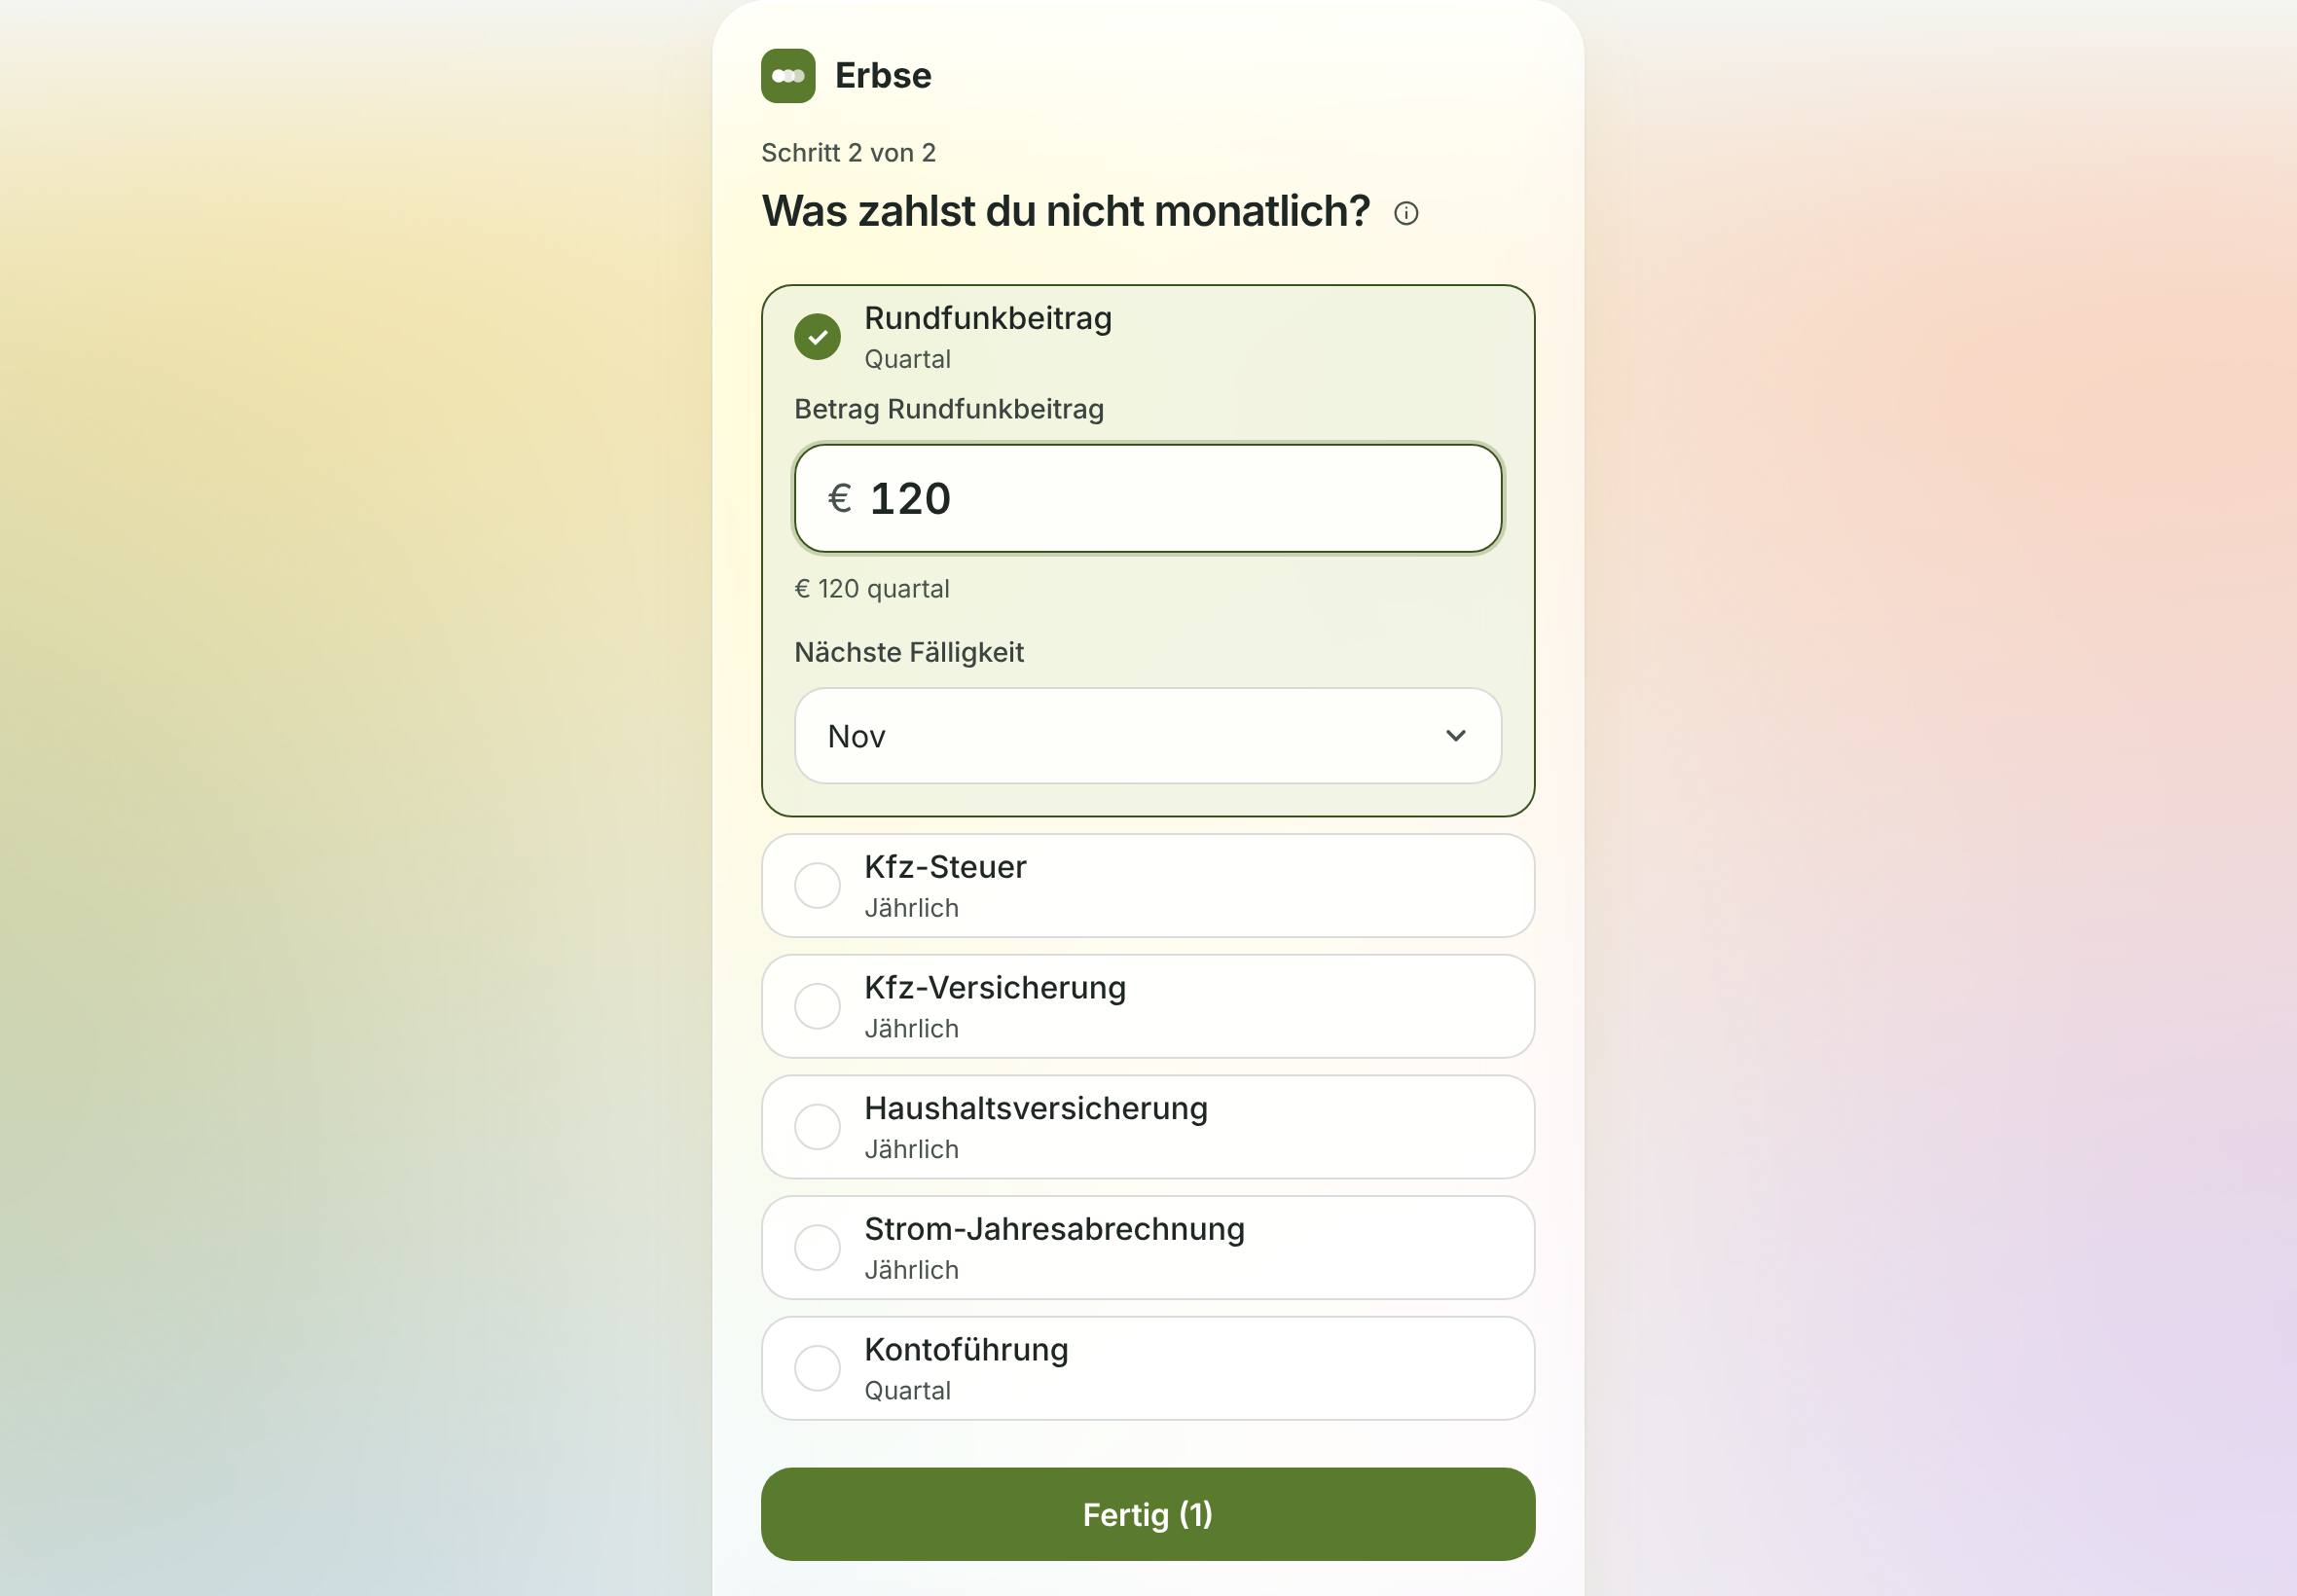 Erbse
Schritt 2 von 2
Was zahlst du nicht monatlich?
Rundfunkbeitrag
Quartal
Betrag Rundfunkbeitrag
€ 120
€ 120 quartal
Nächste Fälligkeit
Nov
Kfz-Steuer
Jährlich
Kfz-Versicherung
Jährlich
Haushaltsversicherung
Jährlich
Strom-Jahresabrechnung
Jährlich
Kontoführung
Quartal
Fertig (1)